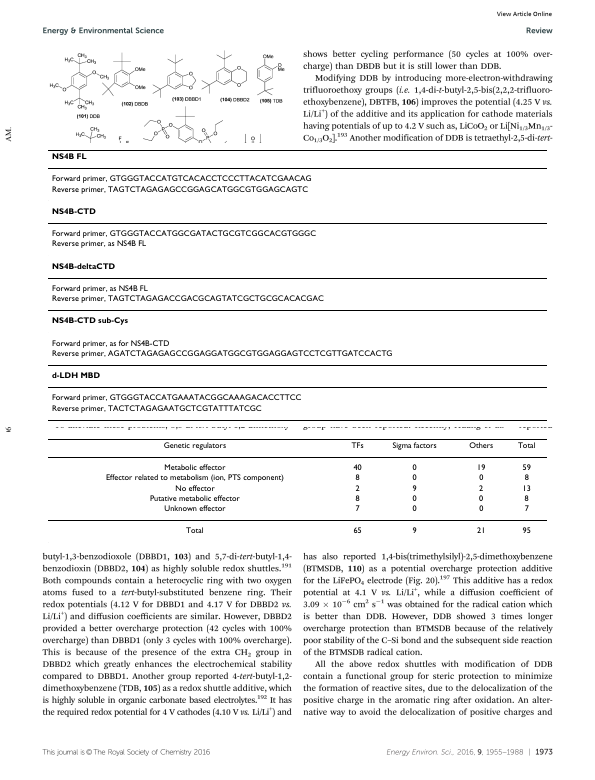 View Article Online
Energy & Environmental Science
Review
(101) DDB
(102) DBDB
(103) DBBD1
(104) DBBD2
(105) TDB
shows better cycling performance (50 cycles at 100% over-
charge) than DBDB but it is still lower than DDB.
Modifying DDB by introducing more-electron-withdrawing
trifluoroethoxy groups (i.e. 1,4-di-t-butyl-2,5-bis(2,2,2-trifluoro-
ethoxybenzene), DBTFB, 106) improves the potential (4.25 V vs.
Li/Li⁺) of the additive and its application for cathode materials
having potentials of up to 4.2 V such as, LiCoO₂ or Li[Ni₁/₃Mn₁/₃-
Co₁/₃O₂].¹⁹³ Another modification of DDB is tetraethyl-2,5-di-tert-
NS4B FL
Forward primer, GTGGGTACCATGTCACACCTCCCTTACATCGAACAG
Reverse primer, TAGTCTAGAGAGCCGGAGCATGGCGTGGAGCAGTC
NS4B-CTD
Forward primer, GTGGGTACCATGGCGATACTGCGTCGGCACGTGGGC
Reverse primer, as NS4B FL
NS4B-deltaCTD
Forward primer, as NS4B FL
Reverse primer, TAGTCTAGAGACCGACGCAGTATCGCTGCGCACACGAC
NS4B-CTD sub-Cys
Forward primer, as for NS4B-CTD
Reverse primer, AGATCTAGAGAGCCGGAGGATGGCGTGGAGGAGTCCTCGTTGATCCACTG
d-LDH MBD
Forward primer, GTGGGTACCATGAAATACGGCAAAGACACCTTCC
Reverse primer, TACTCTAGAGAATGCTCGTATTTATCGC
Genetic regulators TFs Sigma factors Others Total
Metabolic effector 40 0 19 59
Effector related to metabolism (ion, PTS component) 8 0 0 8
No effector 2 9 2 13
Putative metabolic effector 8 0 0 8
Unknown effector 7 0 0 7
Total 65 9 21 95
butyl-1,3-benzodioxole (DBBD1, 103) and 5,7-di-tert-butyl-1,4-
benzodioxin (DBBD2, 104) as highly soluble redox shuttles.¹⁹¹
Both compounds contain a heterocyclic ring with two oxygen
atoms fused to a tert-butyl-substituted benzene ring. Their
redox potentials (4.12 V for DBBD1 and 4.17 V for DBBD2 vs.
Li/Li⁺) and diffusion coefficients are similar. However, DBBD2
provided a better overcharge protection (42 cycles with 100%
overcharge) than DBBD1 (only 3 cycles with 100% overcharge).
This is because of the presence of the extra CH₂ group in
DBBD2 which greatly enhances the electrochemical stability
compared to DBBD1. Another group reported 4-tert-butyl-1,2-
dimethoxybenzene (TDB, 105) as a redox shuttle additive, which
is highly soluble in organic carbonate based electrolytes.¹⁹² It has
the required redox potential for 4 V cathodes (4.10 V vs. Li/Li⁺) and
has also reported 1,4-bis(trimethylsilyl)-2,5-dimethoxybenzene
(BTMSDB, 110) as a potential overcharge protection additive
for the LiFePO₄ electrode (Fig. 20).¹⁹⁷ This additive has a redox
potential at 4.1 V vs. Li/Li⁺, while a diffusion coefficient of
3.09 × 10⁻⁶ cm² s⁻¹ was obtained for the radical cation which
is better than DDB. However, DDB showed 3 times longer
overcharge protection than BTMSDB because of the relatively
poor stability of the C–Si bond and the subsequent side reaction
of the BTMSDB radical cation.
All the above redox shuttles with modification of DDB
contain a functional group for steric protection to minimize
the formation of reactive sites, due to the delocalization of the
positive charge in the aromatic ring after oxidation. An alter-
native way to avoid the delocalization of positive charges and
This journal is © The Royal Society of Chemistry 2016
Energy Environ. Sci., 2016, 9, 1955–1988 | 1973